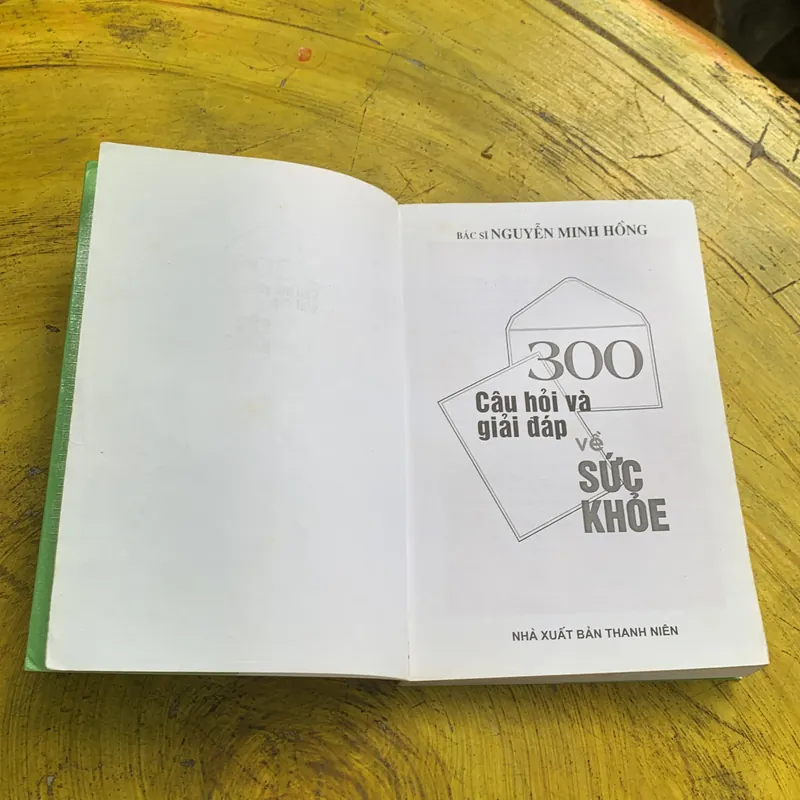 BÁC SĨ NGUYỄN MINH HỒNG
300
Câu hỏi và
giải đáp
về
SỨC
KHỎE
NHÀ XUẤT BẢN THANH NIÊN